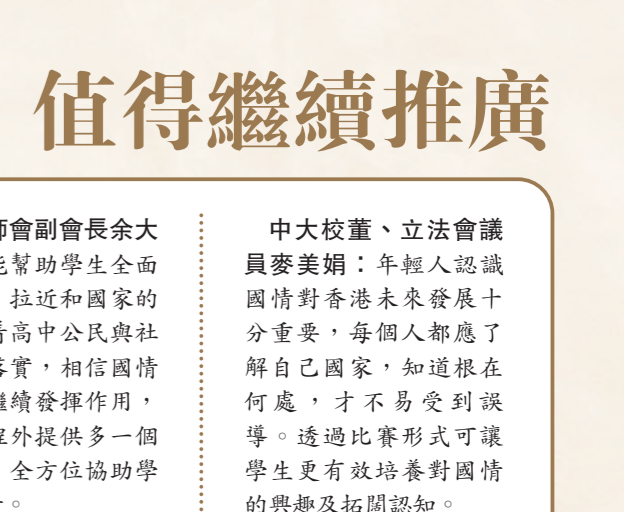 值得繼續推廣
師會副會長余大
能幫助學生全面
拉近和國家的
高中公民與社
落實，相信國情
繼續發揮作用，
外提供多一個
全方位協助學
。
中大校董、立法會議
員麥美娟：年輕人認識
國情對香港未來發展十
分重要，每個人都應了
解自己國家，知道根在
何處，才不易受到誤
導。透過比賽形式可讓
學生更有效培養對國情
的興趣及拓闊認知。